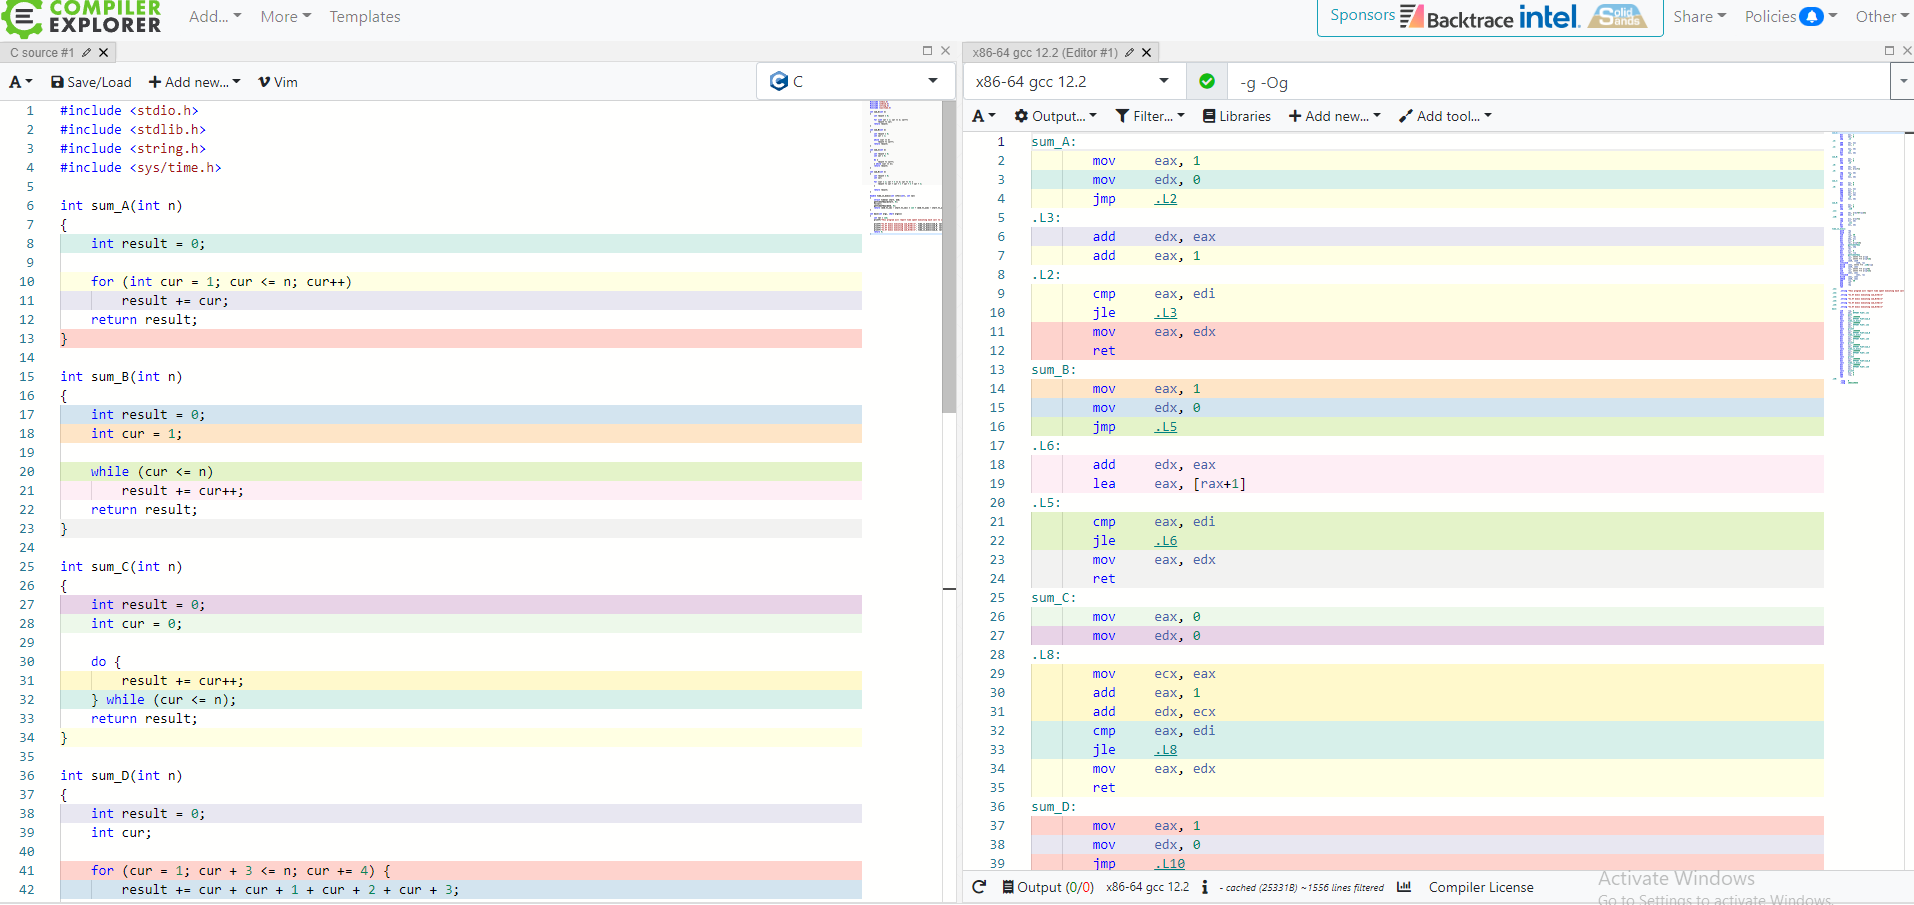 COMPILER
EXPLORER
Add... More Templates
Sponsors Backtrace intel. Solid Sands
Share Policies Other
C source #1
A Save/Load + Add new... Vim
C
1 #include <stdio.h>
2 #include <stdlib.h>
3 #include <string.h>
4 #include <sys/time.h>
5
6 int sum_A(int n)
7 {
8 int result = 0;
9
10 for (int cur = 1; cur <= n; cur++)
11 result += cur;
12 return result;
13 }
14
15 int sum_B(int n)
16 {
17 int result = 0;
18 int cur = 1;
19
20 while (cur <= n)
21 result += cur++;
22 return result;
23 }
24
25 int sum_C(int n)
26 {
27 int result = 0;
28 int cur = 0;
29
30 do {
31 result += cur++;
32 } while (cur <= n);
33 return result;
34 }
35
36 int sum_D(int n)
37 {
38 int result = 0;
39 int cur;
40
41 for (cur = 1; cur + 3 <= n; cur += 4) {
42 result += cur + cur + 1 + cur + 2 + cur + 3;
x86-64 gcc 12.2 (Editor #1)
x86-64 gcc 12.2
-g -Og
A Output... Filter... Libraries + Add new... Add tool...
1 sum_A:
2 mov eax, 1
3 mov edx, 0
4 jmp .L2
5 .L3:
6 add edx, eax
7 add eax, 1
8 .L2:
9 cmp eax, edi
10 jle .L3
11 mov eax, edx
12 ret
13 sum_B:
14 mov eax, 1
15 mov edx, 0
16 jmp .L5
17 .L6:
18 add edx, eax
19 lea eax, [rax+1]
20 .L5:
21 cmp eax, edi
22 jle .L6
23 mov eax, edx
24 ret
25 sum_C:
26 mov eax, 0
27 mov edx, 0
28 .L8:
29 mov ecx, eax
30 add eax, 1
31 add edx, ecx
32 cmp eax, edi
33 jle .L8
34 mov eax, edx
35 ret
36 sum_D:
37 mov eax, 1
38 mov edx, 0
39 jmp .L10
Output (0/0) x86-64 gcc 12.2 i - cached (25331B) ~1556 lines filtered Compiler License
Activate Windows
Go to Settings to activate Windows.